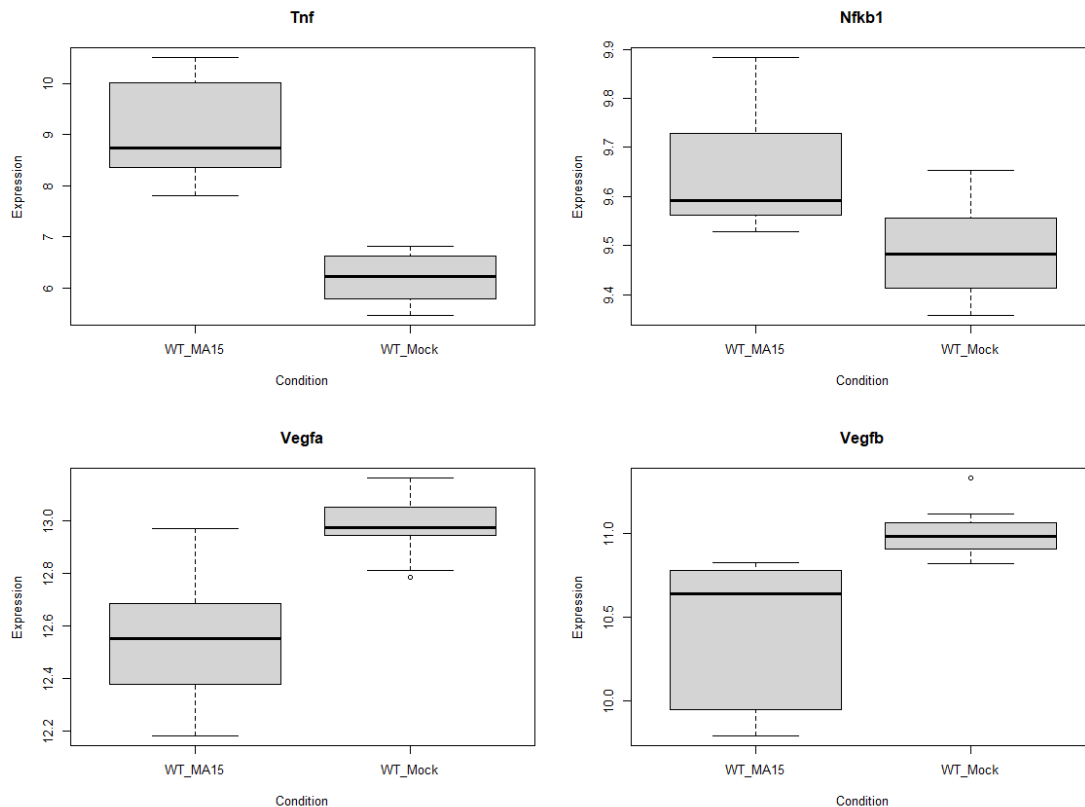 Tnf
Expression
10
9
8
7
6
WT_MA15 WT_Mock
Condition
Nfkb1
Expression
9.9
9.8
9.7
9.6
9.5
9.4
WT_MA15 WT_Mock
Condition
Vegfa
Expression
13.0
12.8
12.6
12.4
12.2
WT_MA15 WT_Mock
Condition
Vegfb
Expression
11.0
10.5
10.0
WT_MA15 WT_Mock
Condition